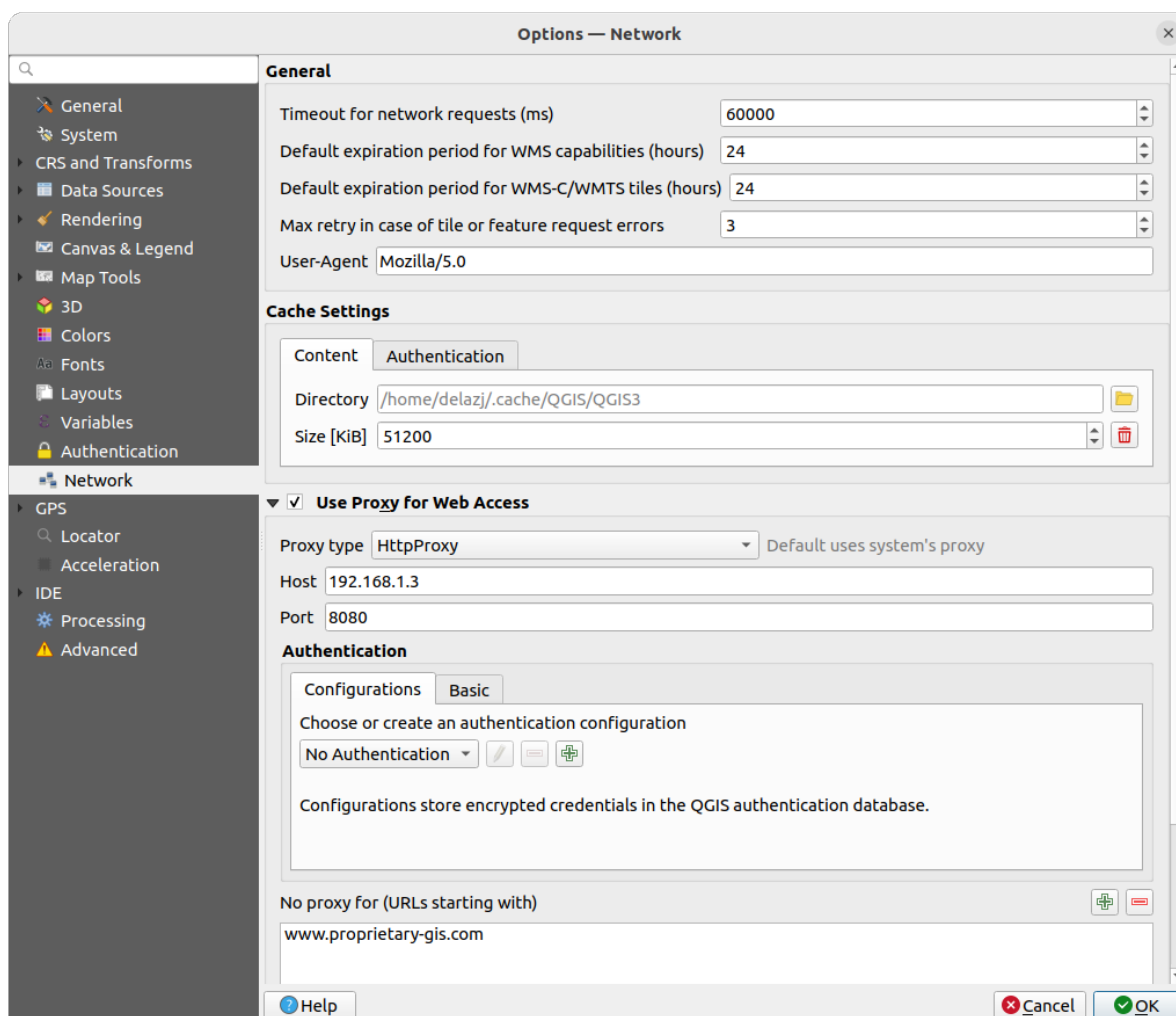 Options — Network
General
System
CRS and Transforms
Data Sources
Rendering
Canvas & Legend
Map Tools
3D
Colors
Aa Fonts
Layouts
Variables
Authentication
Network
GPS
Locator
Acceleration
IDE
Processing
Advanced
General
Timeout for network requests (ms) 60000
Default expiration period for WMS capabilities (hours) 24
Default expiration period for WMS-C/WMTS tiles (hours) 24
Max retry in case of tile or feature request errors 3
User-Agent Mozilla/5.0
Cache Settings
Content Authentication
Directory /home/delazj/.cache/QGIS/QGIS3
Size [KiB] 51200
Use Proxy for Web Access
Proxy type HttpProxy Default uses system's proxy
Host 192.168.1.3
Port 8080
Authentication
Configurations Basic
Choose or create an authentication configuration
No Authentication
Configurations store encrypted credentials in the QGIS authentication database.
No proxy for (URLs starting with)
www.proprietary-gis.com
? Help Cancel OK